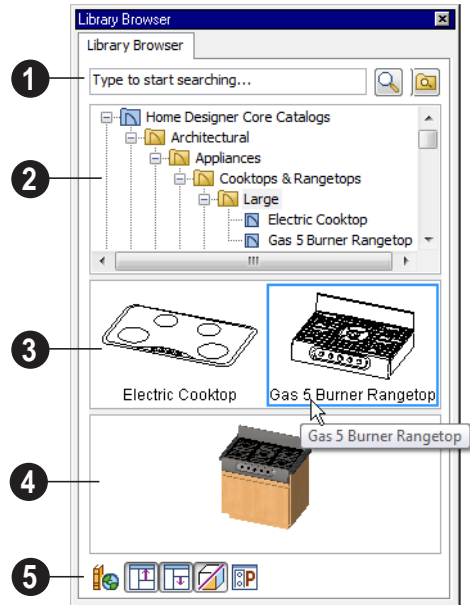 Library Browser
Library Browser
1
Type to start searching...
2
Home Designer Core Catalogs
Architectural
Appliances
Cooktops & Rangetops
Large
Electric Cooktop
Gas 5 Burner Rangetop
3
Electric Cooktop
Gas 5 Burner Rangetop
Gas 5 Burner Rangetop
4
5
P